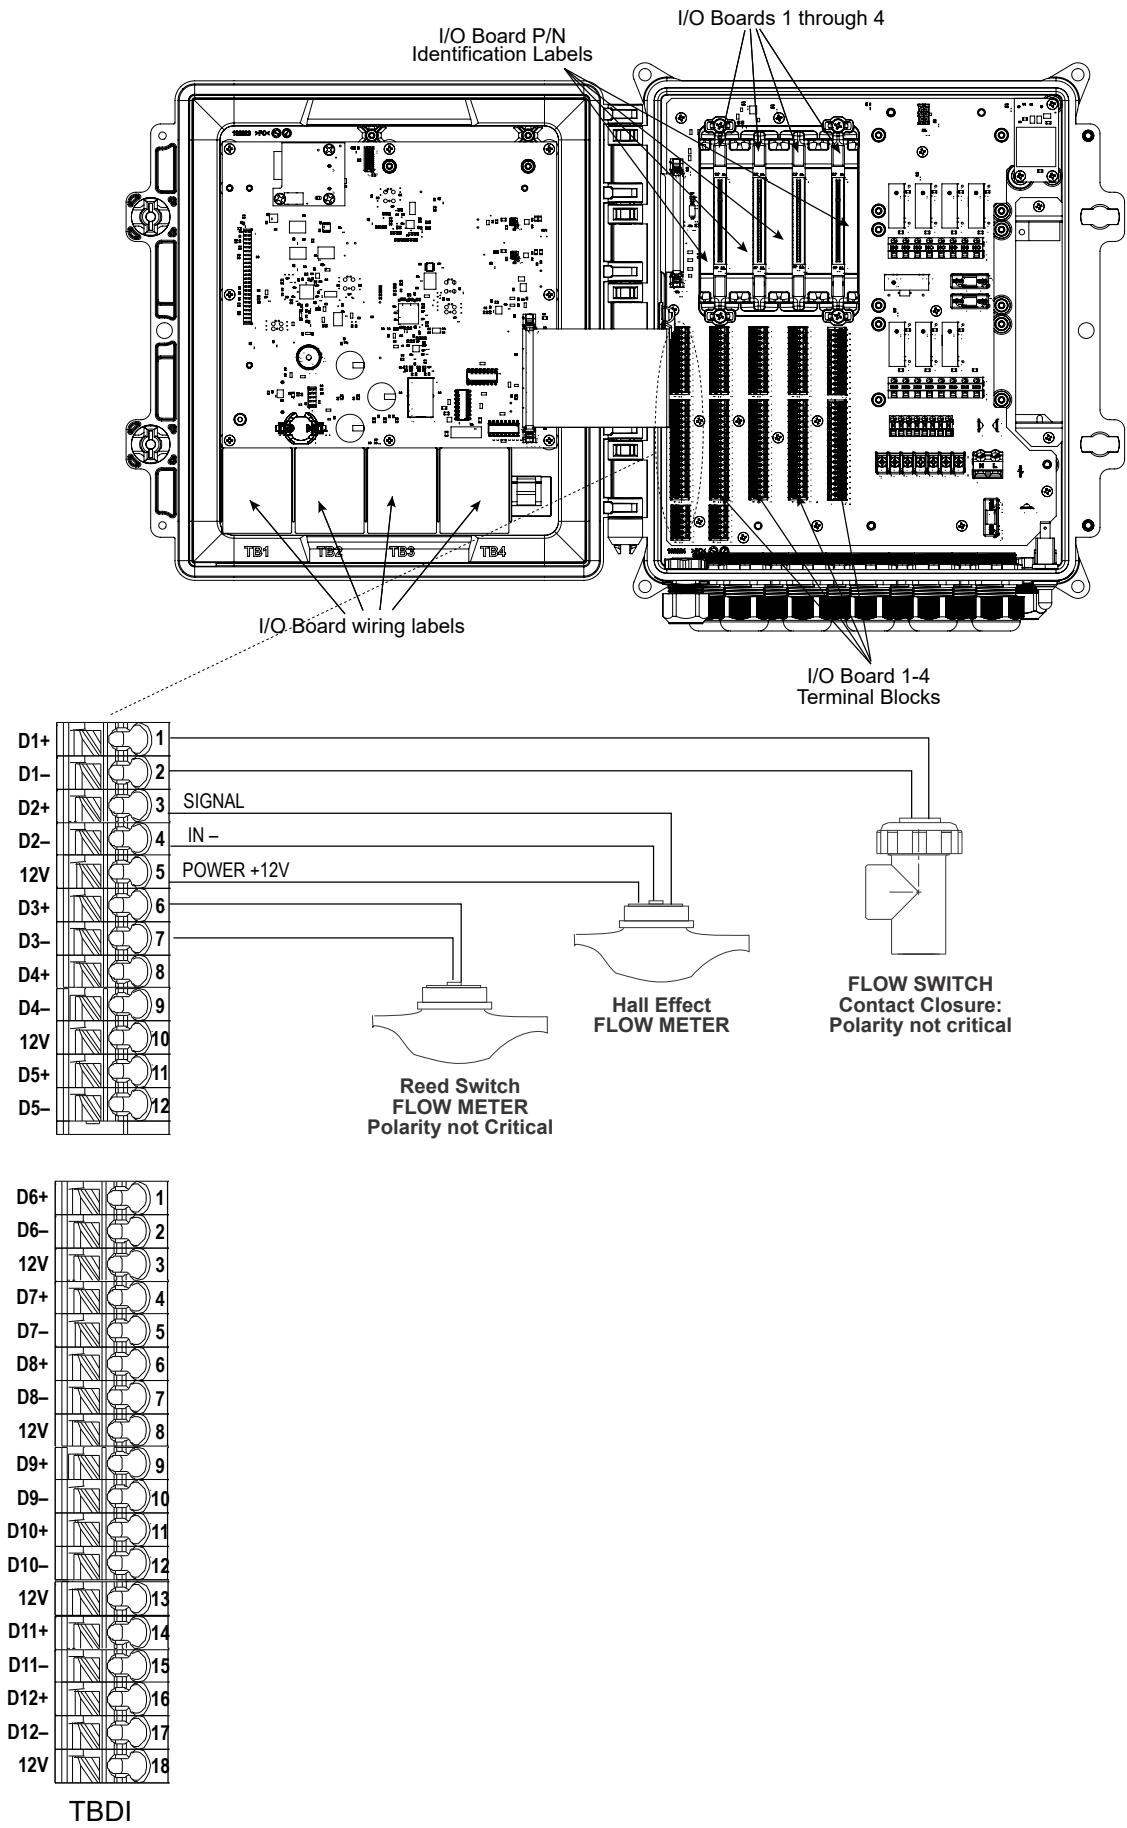 I/O Boards 1 through 4
I/O Board P/N
Identification Labels
TB1
TB2
TB3
TB4
I/O Board wiring labels
I/O Board 1-4
Terminal Blocks
D1+ 1
D1– 2
D2+ 3 SIGNAL
D2– 4 IN –
12V 5 POWER +12V
D3+ 6
D3– 7
D4+ 8
D4– 9
12V 10
D5+ 11
D5– 12
FLOW SWITCH
Contact Closure:
Polarity not critical
Hall Effect
FLOW METER
Reed Switch
FLOW METER
Polarity not Critical
D6+ 1
D6– 2
12V 3
D7+ 4
D7– 5
D8+ 6
D8– 7
12V 8
D9+ 9
D9– 10
D10+ 11
D10– 12
12V 13
D11+ 14
D11– 15
D12+ 16
D12– 17
12V 18
TBDI